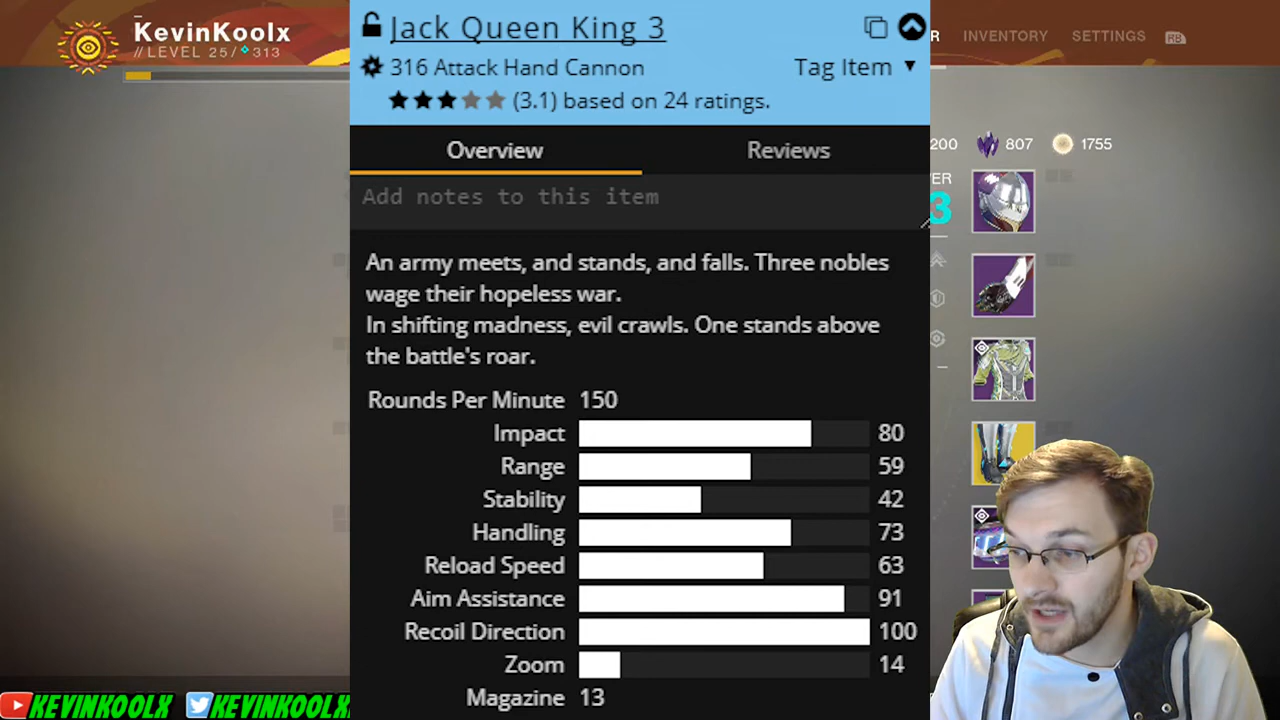 KevinKoolx
// LEVEL 25 / 313
Jack Queen King 3
316 Attack Hand Cannon
Tag Item
(3.1) based on 24 ratings.
R INVENTORY SETTINGS RB
Overview Reviews
Add notes to this item
200 807 1755
ER
3
An army meets, and stands, and falls. Three nobles
wage their hopeless war.
In shifting madness, evil crawls. One stands above
the battle's roar.
Rounds Per Minute 150
Impact 80
Range 59
Stability 42
Handling 73
Reload Speed 63
Aim Assistance 91
Recoil Direction 100
Zoom 14
Magazine 13
KEVINKOOLX KEVINKOOLX